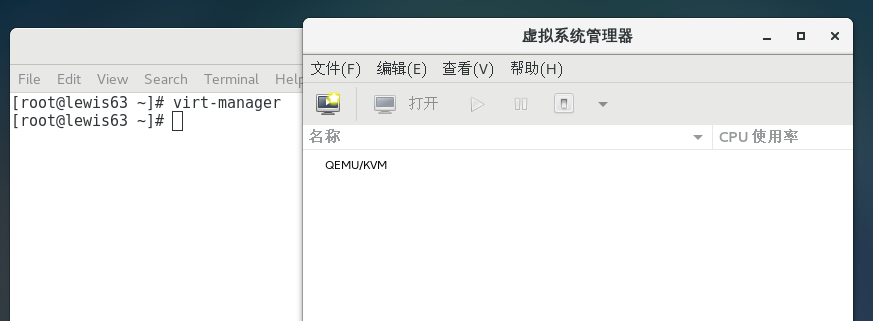 虚拟系统管理器
File Edit View Search Terminal Help
[root@lewis63 ~]# virt-manager
[root@lewis63 ~]#
文件(F) 编辑(E) 查看(V) 帮助(H)
打开
名称 CPU 使用率
QEMU/KVM